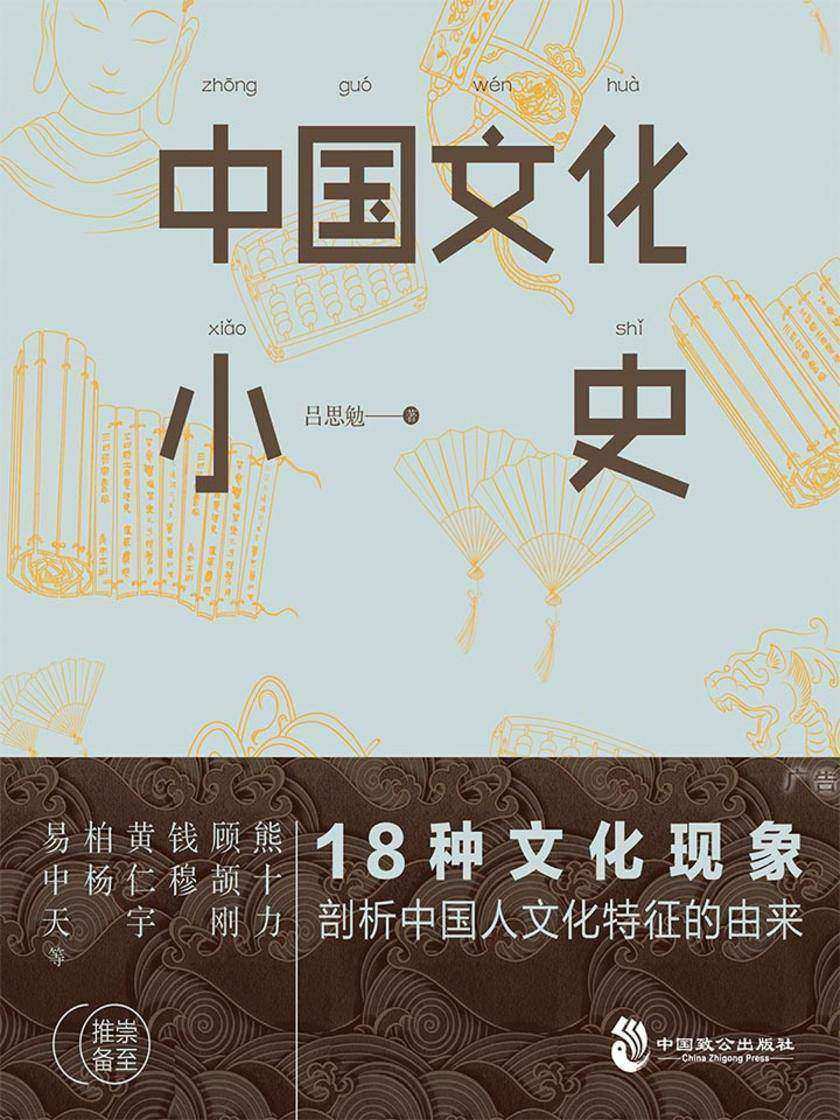 zhōng guó wén huà
中国文化
xiǎo shǐ
小史
吕思勉——著
18种文化现象
剖析中国人文化特征的由来
熊十力
顾颉刚
钱穆
黄仁宇
柏杨
易中天
等
推崇
备至
中国致公出版社
China Zhigong Press
广告